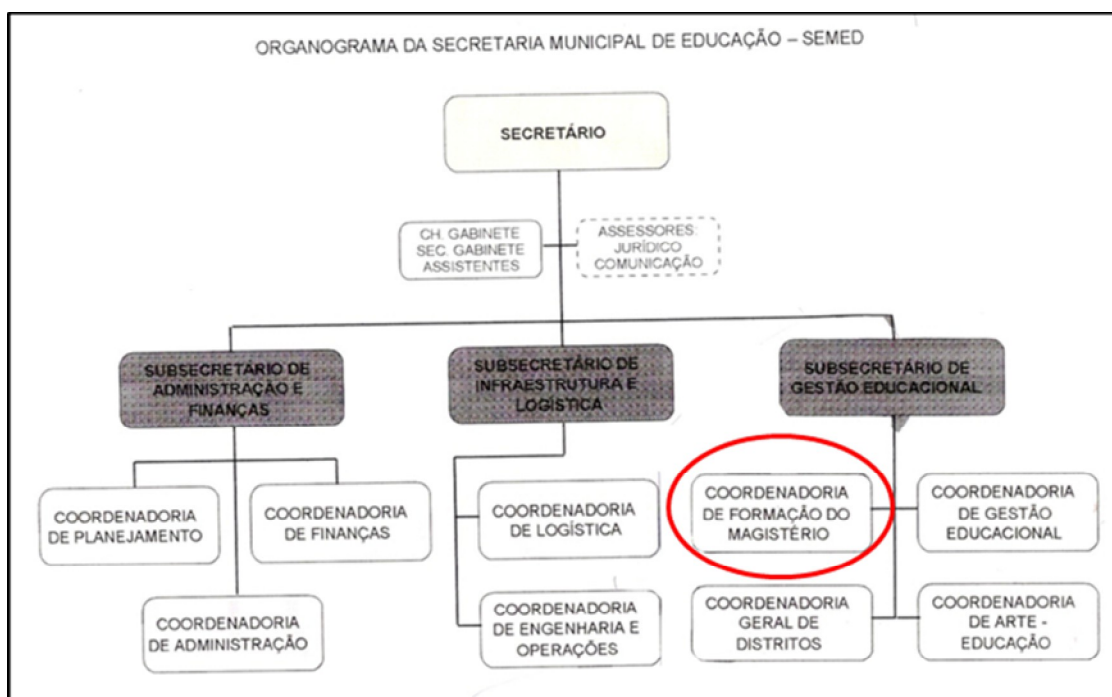 ORGANOGRAMA DA SECRETARIA MUNICIPAL DE EDUCAÇÃO – SEMED
SECRETÁRIO
CH. GABINETE
SEC. GABINETE
ASSISTENTES
ASSESSORES:
JURÍDICO
COMUNICAÇÃO
SUBSECRETÁRIO DE
ADMINISTRAÇÃO E
FINANÇAS
SUBSECRETÁRIO DE
INFRAESTRUTURA E
LOGÍSTICA
SUBSECRETÁRIO DE
GESTÃO EDUCACIONAL
COORDENADORIA
DE PLANEJAMENTO
COORDENADORIA
DE FINANÇAS
COORDENADORIA
DE ADMINISTRAÇÃO
COORDENADORIA
DE LOGÍSTICA
COORDENADORIA
DE ENGENHARIA E
OPERAÇÕES
COORDENADORIA
DE FORMAÇÃO DO
MAGISTÉRIO
COORDENADORIA
DE GESTÃO
EDUCACIONAL
COORDENADORIA
GERAL DE
DISTRITOS
COORDENADORIA
DE ARTE -
EDUCAÇÃO